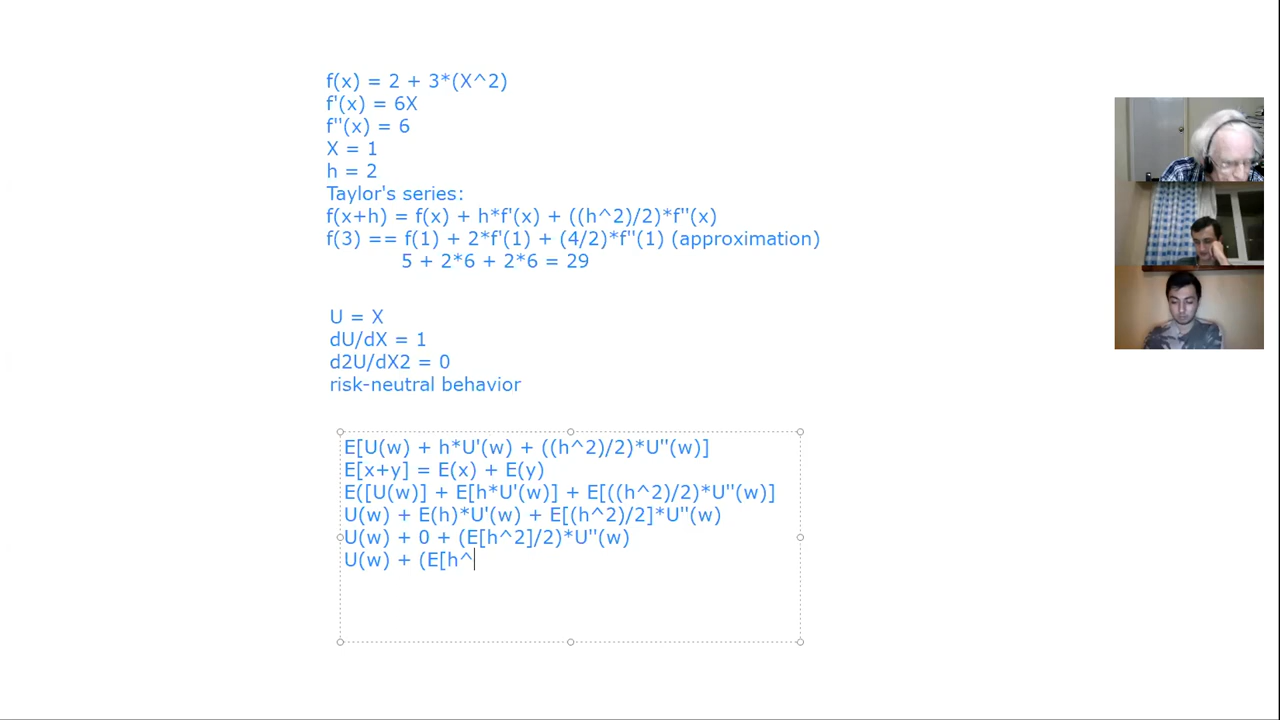 f(x) = 2 + 3*(X^2)
f'(x) = 6X
f''(x) = 6
X = 1
h = 2
Taylor's series:
f(x+h) = f(x) + h*f'(x) + ((h^2)/2)*f''(x)
f(3) == f(1) + 2*f'(1) + (4/2)*f''(1) (approximation)
5 + 2*6 + 2*6 = 29
U = X
dU/dX = 1
d2U/dX2 = 0
risk-neutral behavior
E[U(w) + h*U'(w) + ((h^2)/2)*U''(w)]
E[x+y] = E(x) + E(y)
E([U(w)] + E[h*U'(w)] + E[((h^2)/2)*U''(w)]
U(w) + E(h)*U'(w) + E[(h^2)/2]*U''(w)
U(w) + 0 + (E[h^2]/2)*U''(w)
U(w) + (E[h^